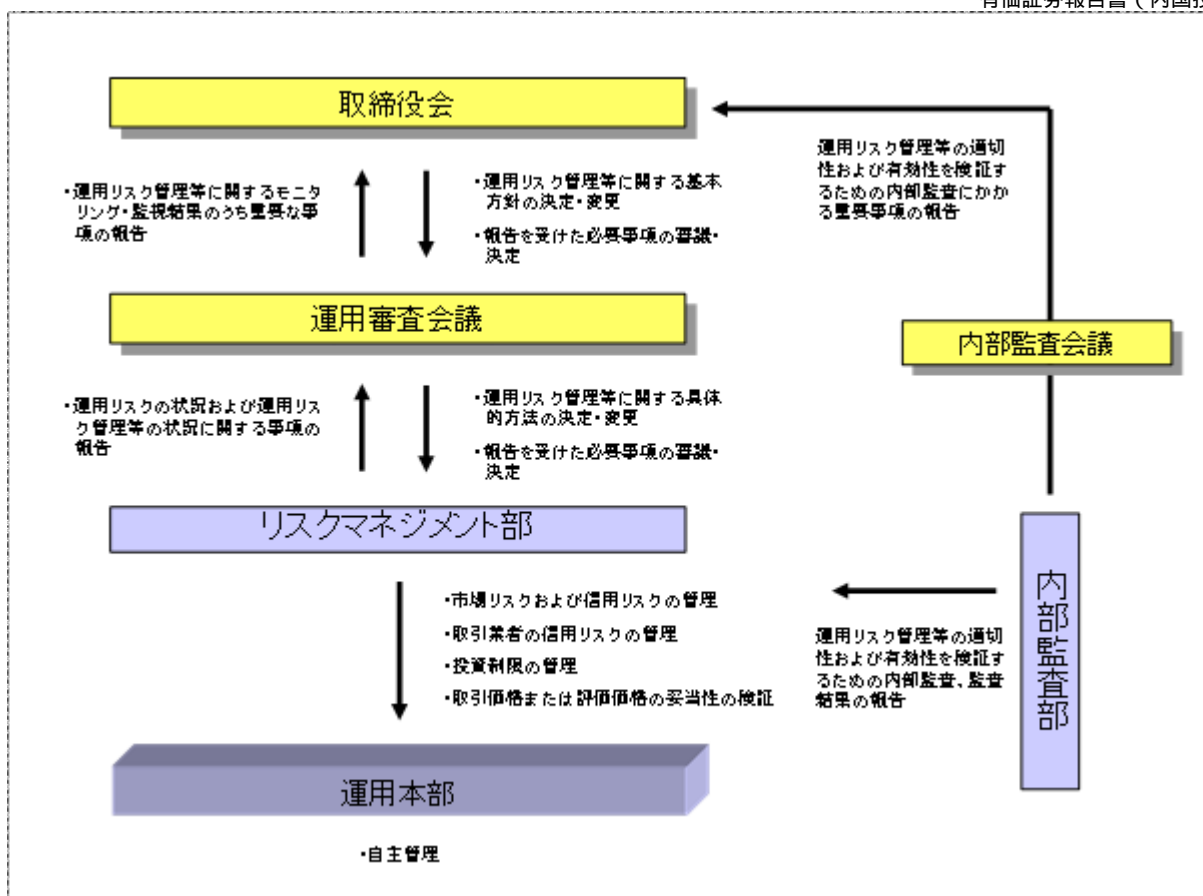 有価証券報告書（内国投
取締役会
運用リスク管理等の適切
性および有効性を検証す
るための内部監査にかか
る重要事項の報告
・運用リスク管理等に関するモニタ
リング・監視結果のうち重要な事
項の報告
・運用リスク管理等に関する基本
方針の決定・変更
・報告を受けた必要事項の審議・
決定
運用審査会議
内部監査会議
・運用リスクの状況および運用リス
ク管理等の状況に関する事項の
報告
・運用リスク管理等に関する具体
的方法の決定・変更
・報告を受けた必要事項の審議・
決定
リスクマネジメント部
内部監査部
・市場リスクおよび信用リスクの管理
・取引業者の信用リスクの管理
・投資制限の管理
・取引価格または評価価格の妥当性の検証
運用リスク管理等の適切
性および有効性を検証す
るための内部監査、監査
結果の報告
運用本部
・自主管理